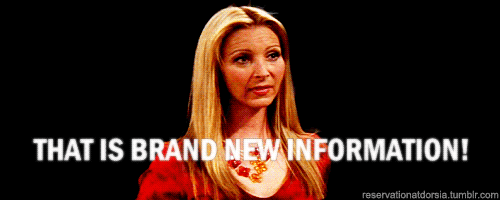 THAT IS BRAND NEW INFORMATION!
reservationatdorsia.tumblr.com